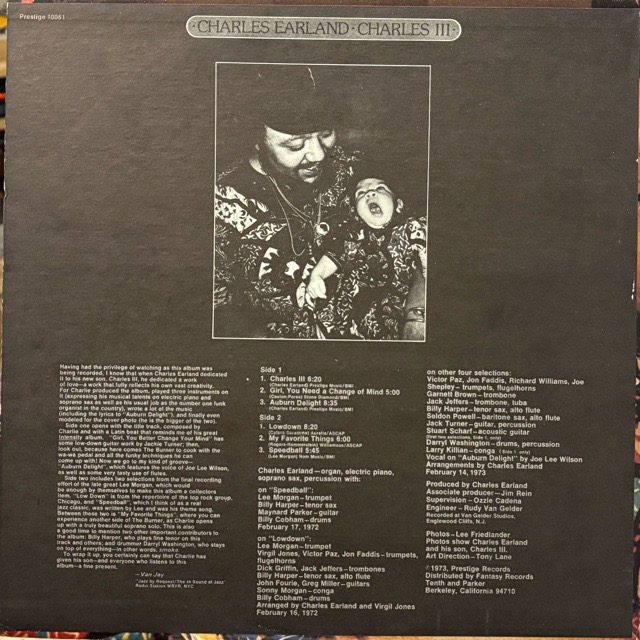 Prestige 10061
·CHARLES EARLAND·CHARLES III·
Having had the privilege of watching as this album was
being recorded, I know that when Charles Earland dedicated
it to his new son, Charles III, he dedicated a work
of love—a work that fully reflects his own vast creativity.
For Charlie produced the album, played three instruments on
it (expressing his musical talents on electric piano and
soprano sax as well as his usual job as the number one funk
organist in the country), wrote a lot of the music
(including the lyrics to "Auburn Delight"), and finally even
modeled for the cover photo (he is the bigger of the two).
Side one opens with the title track, composed by
Charlie and with a Latin beat that reminds me of his great
Intensity album. "Girl, You Better Change Your Mind" has
some low-down guitar work by Jackie Turner; then,
look out, because here comes the Burner to cook with the
wa-wa pedal and all the funky techniques he can
come up with! Now we go to my kind of groove—
"Auburn Delight", which features the voice of Joe Lee Wilson,
as well as some very tasty use of flutes.
Side two includes two selections from the final recording
effort of the late great Lee Morgan, which would
be enough by themselves to make this album a collectors
item. "Low Down" is from the repertoire of the top rock group,
Chicago, and "Speedball", which I think of as a real
jazz classic, was written by Lee and was his theme song.
Between these two is "My Favorite Things", where you can
experience another side of The Burner, as Charlie opens
up with a truly beautiful soprano solo. This is also
a good time to mention two other important contributors to
the album: Billy Harper, who plays fine tenor on this
track and others; and drummer Darryl Washington, who stays
on top of everything—in other words, smoke.
To wrap it up, you certainly can say that Charlie has
given his son—and everyone who listens to this
album—a fine present.
—Van Jay
"Jazz by Request/The in Sound of Jazz"
Radio Station WRVR, NYC
Side 1
1. Charles III 6:20
(Charles Earland) Prestige Music/BMI
2. Girl, You Need a Change of Mind 5:00
3. Auburn Delight 6:35
(Charles Earland) Prestige Music/BMI
Side 2
1. Lowdown 8:20
2. My Favorite Things 6:00
(Rogers-Hammerstein) Williamson/ASCAP
3. Speedball 5:45
(Lee Morgan) Nom Music/BMI
Charles Earland—organ, electric piano,
soprano sax, percussion with:
on "Speedball":
Lee Morgan—trumpet
Billy Harper—tenor sax
Maynard Parker—guitar
Billy Cobham—drums
February 17, 1972
on "Lowdown":
Lee Morgan—trumpet
Virgil Jones, Victor Paz, Jon Faddis—trumpets,
flugelhorns
Dick Griffin, Jack Jeffers—trombones
Billy Harper—tenor sax, alto flute
John Fourie, Greg Miller—guitars
Sonny Morgan—conga
Billy Cobham—drums
Arranged by Charles Earland and Virgil Jones
February 16, 1972
on other four selections:
Victor Paz, Jon Faddis, Richard Williams, Joe
Shepley—trumpets, flugelhorns
Garnett Brown—trombone
Jack Jeffers—trombone, tuba
Billy Harper—tenor sax, alto flute
Seldon Powell—baritone sax, alto flute
Jack Turner—guitar, percussion
Stuart Scharf—acoustic guitar
(first two selections, Side 1 only)
Darryl Washington—drums, percussion
Larry Killian—conga (Side 1 only)
Vocal on "Auburn Delight" by Joe Lee Wilson
Arrangements by Charles Earland
February 14, 1973
Produced by Charles Earland
Associate producer—Jim Rein
Supervision—Ozzie Cadena
Engineer—Rudy Van Gelder
Recorded at Van Gelder Studios,
Englewood Cliffs, N.J.
Photos—Lee Friedlander
Photos show Charles Earland
and his son, Charles III.
Art Direction—Tony Lane
©1973, Prestige Records
Distributed by Fantasy Records
Tenth and Parker
Berkeley, California 94710